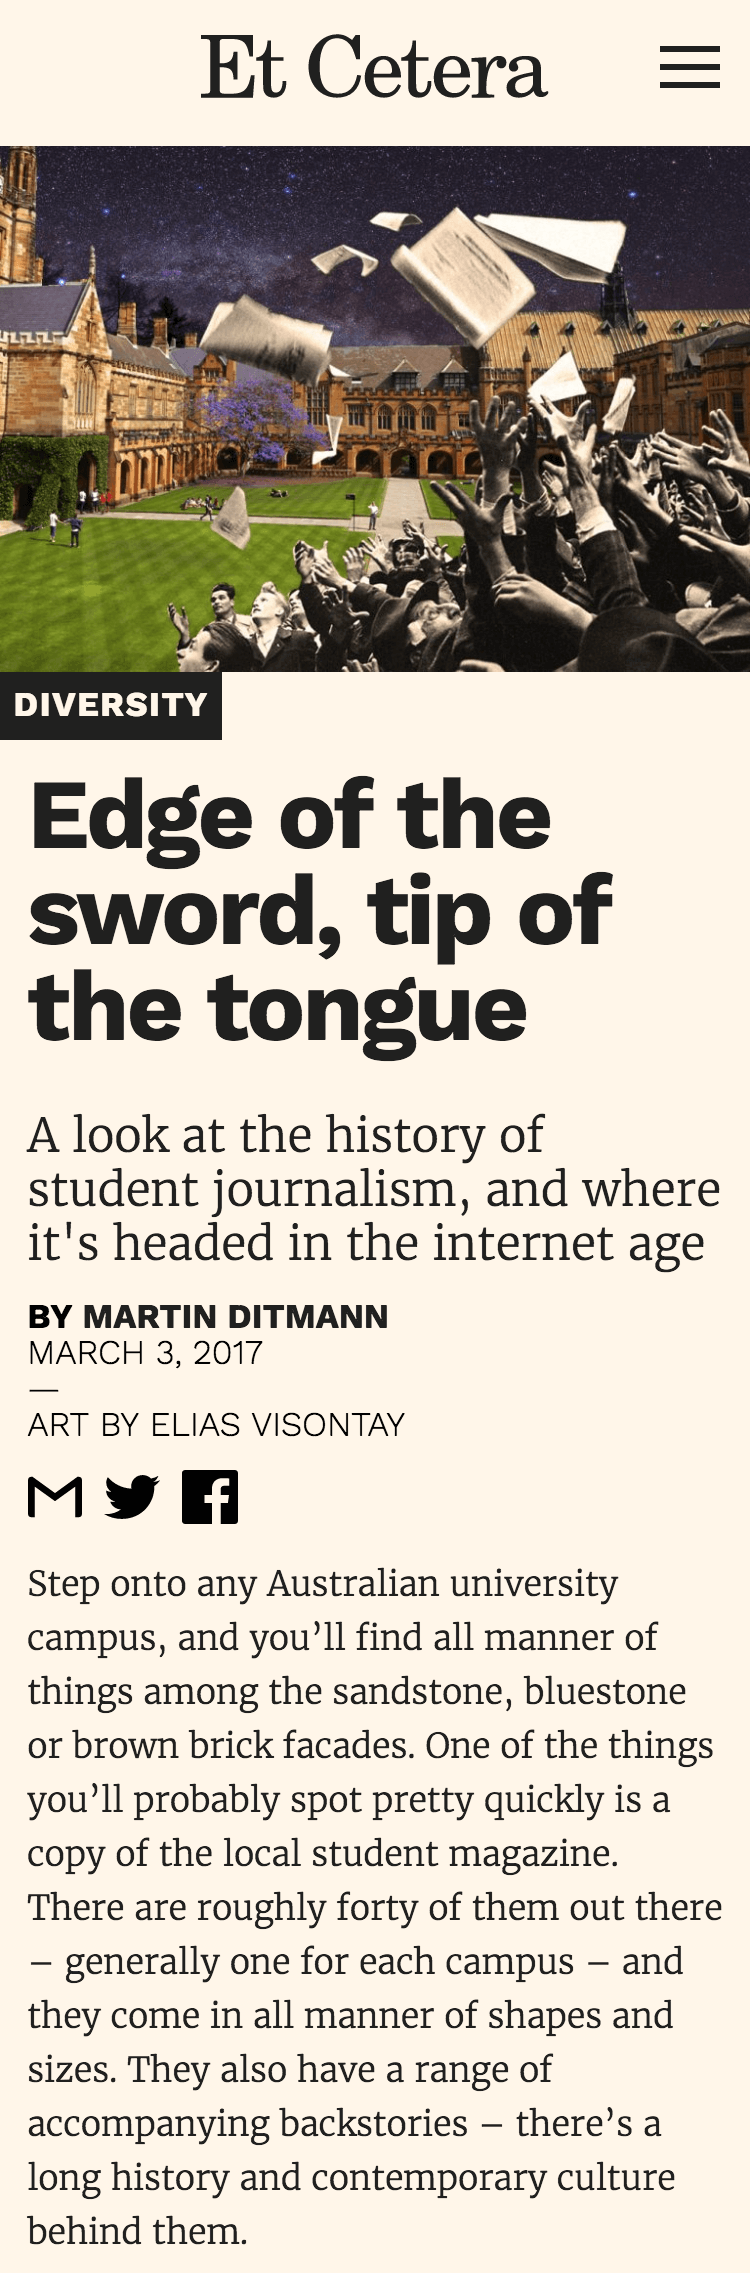 Et Cetera
DIVERSITY
Edge of the
sword, tip of
the tongue
A look at the history of
student journalism, and where
it's headed in the internet age
BY MARTIN DITMANN
MARCH 3, 2017
—
ART BY ELIAS VISONTAY
Step onto any Australian university
campus, and you’ll find all manner of
things among the sandstone, bluestone
or brown brick facades. One of the things
you’ll probably spot pretty quickly is a
copy of the local student magazine.
There are roughly forty of them out there
– generally one for each campus – and
they come in all manner of shapes and
sizes. They also have a range of
accompanying backstories – there’s a
long history and contemporary culture
behind them.